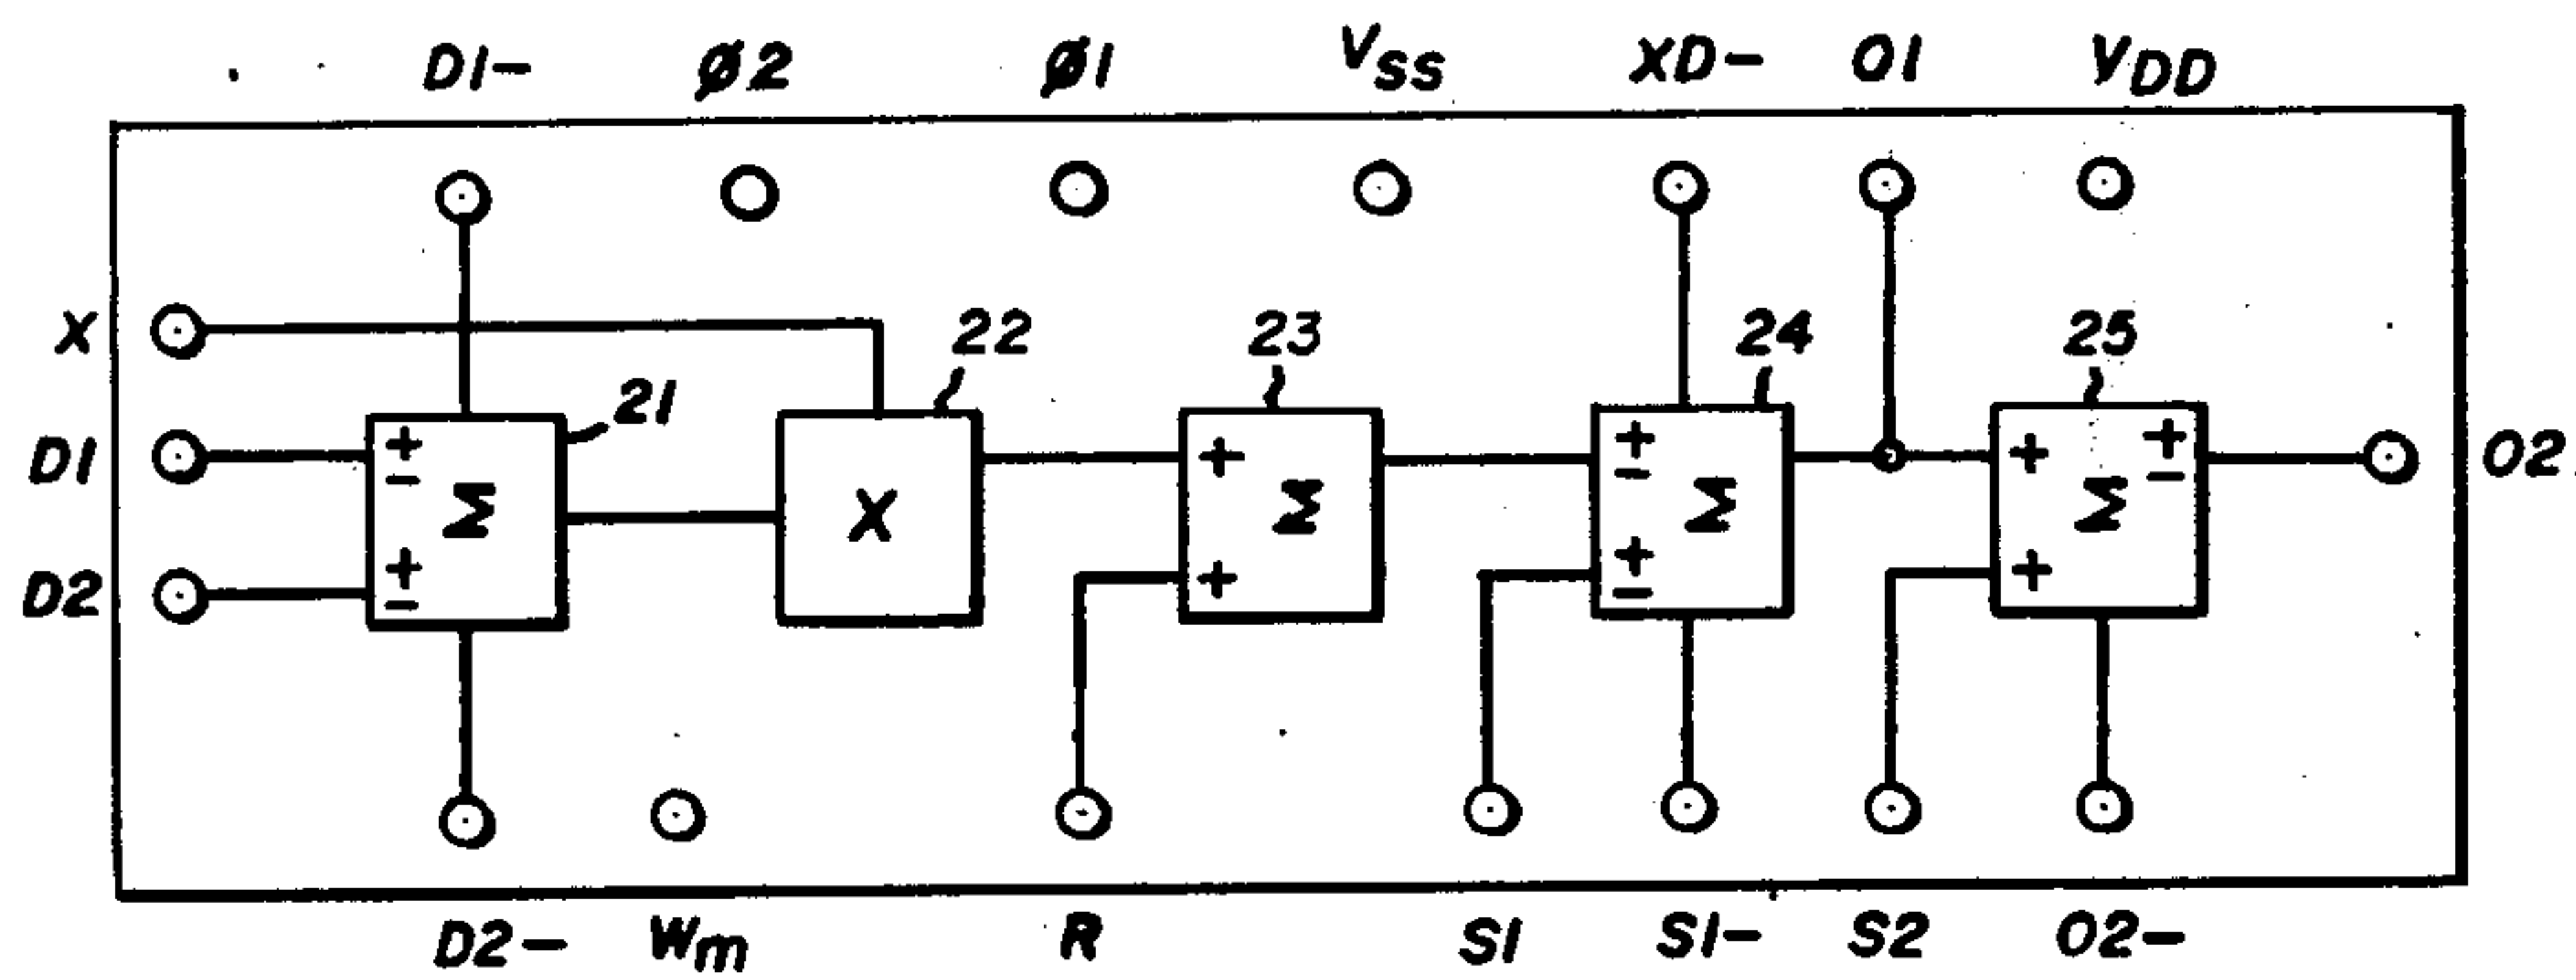 D1- Ø2 Ø1 VSS XD- O1 VDD
X 22 23 24 25
21
D1 + - + + - + + - O2
Σ X Σ Σ Σ
D2 + - + + - +
D2- Wm R S1 S1- S2 O2-